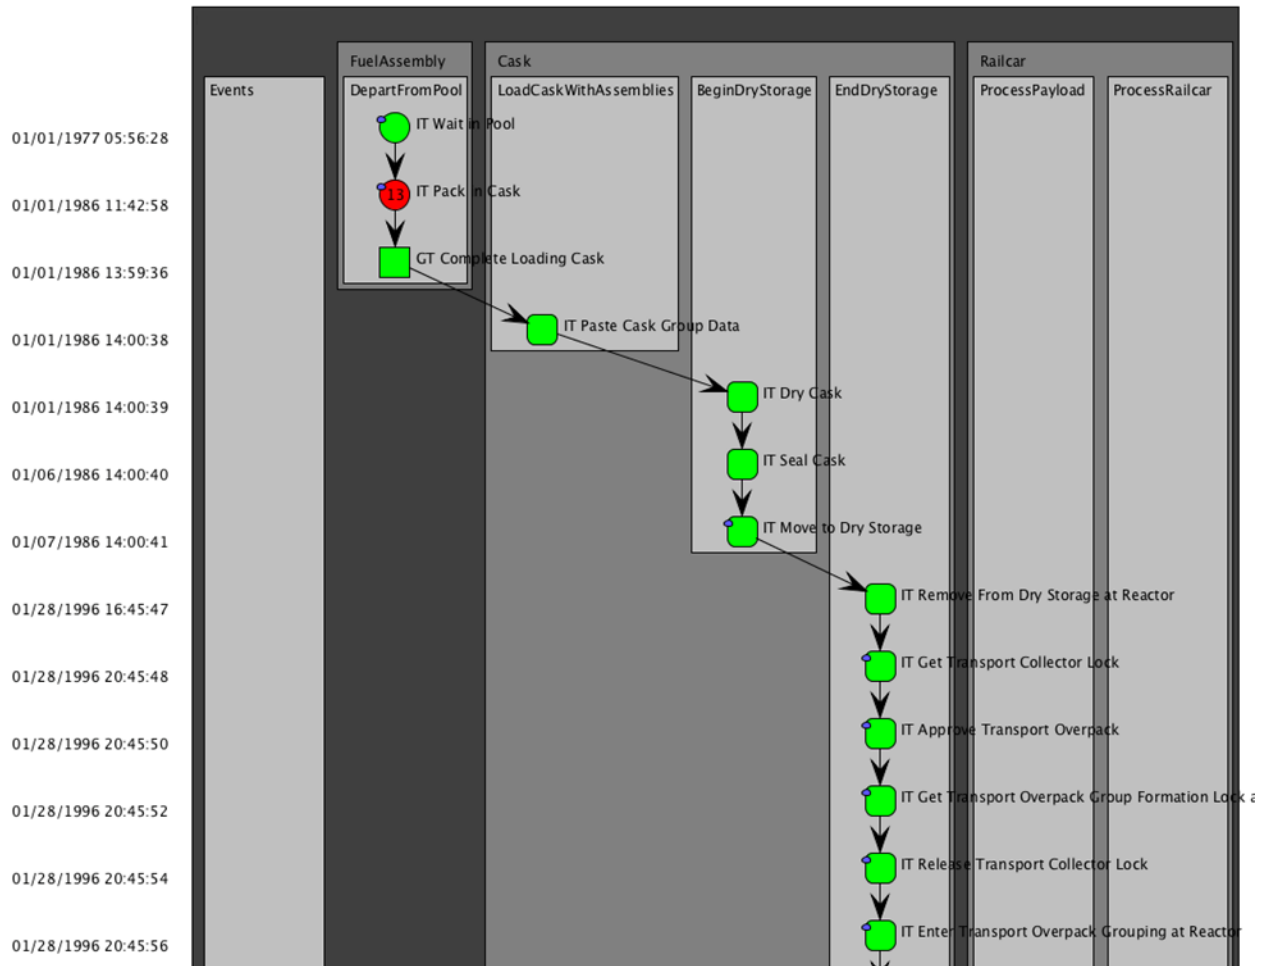 FuelAssembly
Cask
Railcar
Events
DepartFromPool
LoadCaskWithAssemblies
BeginDryStorage
EndDryStorage
ProcessPayload
ProcessRailcar
01/01/1977 05:56:28
IT Wait in Pool
01/01/1986 11:42:58
13
IT Pack in Cask
01/01/1986 13:59:36
GT Complete Loading Cask
01/01/1986 14:00:38
IT Paste Cask Group Data
01/01/1986 14:00:39
IT Dry Cask
01/06/1986 14:00:40
IT Seal Cask
01/07/1986 14:00:41
IT Move to Dry Storage
01/28/1996 16:45:47
IT Remove From Dry Storage at Reactor
01/28/1996 20:45:48
IT Get Transport Collector Lock
01/28/1996 20:45:50
IT Approve Transport Overpack
01/28/1996 20:45:52
IT Get Transport Overpack Group Formation Lock
01/28/1996 20:45:54
IT Release Transport Collector Lock
01/28/1996 20:45:56
IT Enter Transport Overpack Grouping at Reactor